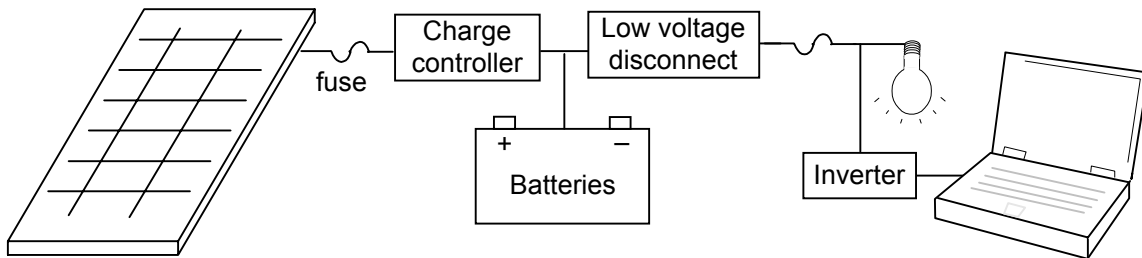 fuse
Charge
controller
Low voltage
disconnect
+ −
Batteries
Inverter